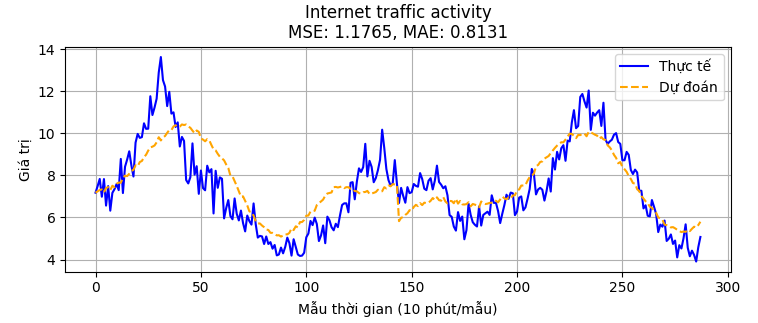 Internet traffic activity
MSE: 1.1765, MAE: 0.8131
Giá trị
14
12
10
8
6
4
Thực tế
Dự đoán
0 50 100 150 200 250 300
Mẫu thời gian (10 phút/mẫu)